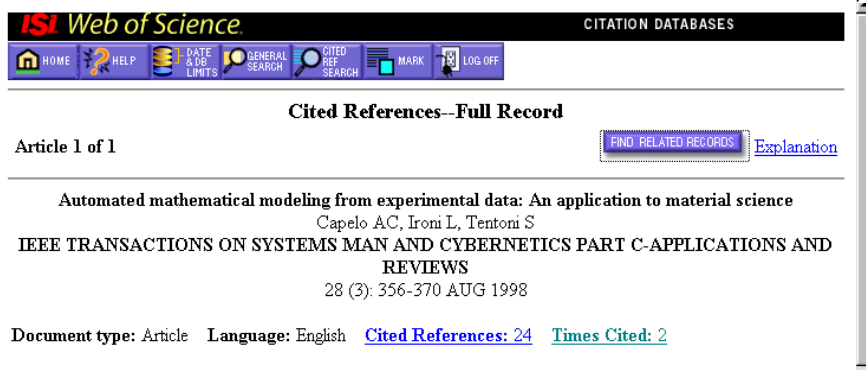 ISI Web of Science. CITATION DATABASES
HOME HELP DATE & DB LIMITS GENERAL SEARCH CITED REF SEARCH MARK LOG OFF
Cited References--Full Record
Article 1 of 1 FIND RELATED RECORDS Explanation
Automated mathematical modeling from experimental data: An application to material science
Capelo AC, Ironi L, Tentoni S
IEEE TRANSACTIONS ON SYSTEMS MAN AND CYBERNETICS PART C-APPLICATIONS AND
REVIEWS
28 (3): 356-370 AUG 1998
Document type: Article Language: English Cited References: 24 Times Cited: 2